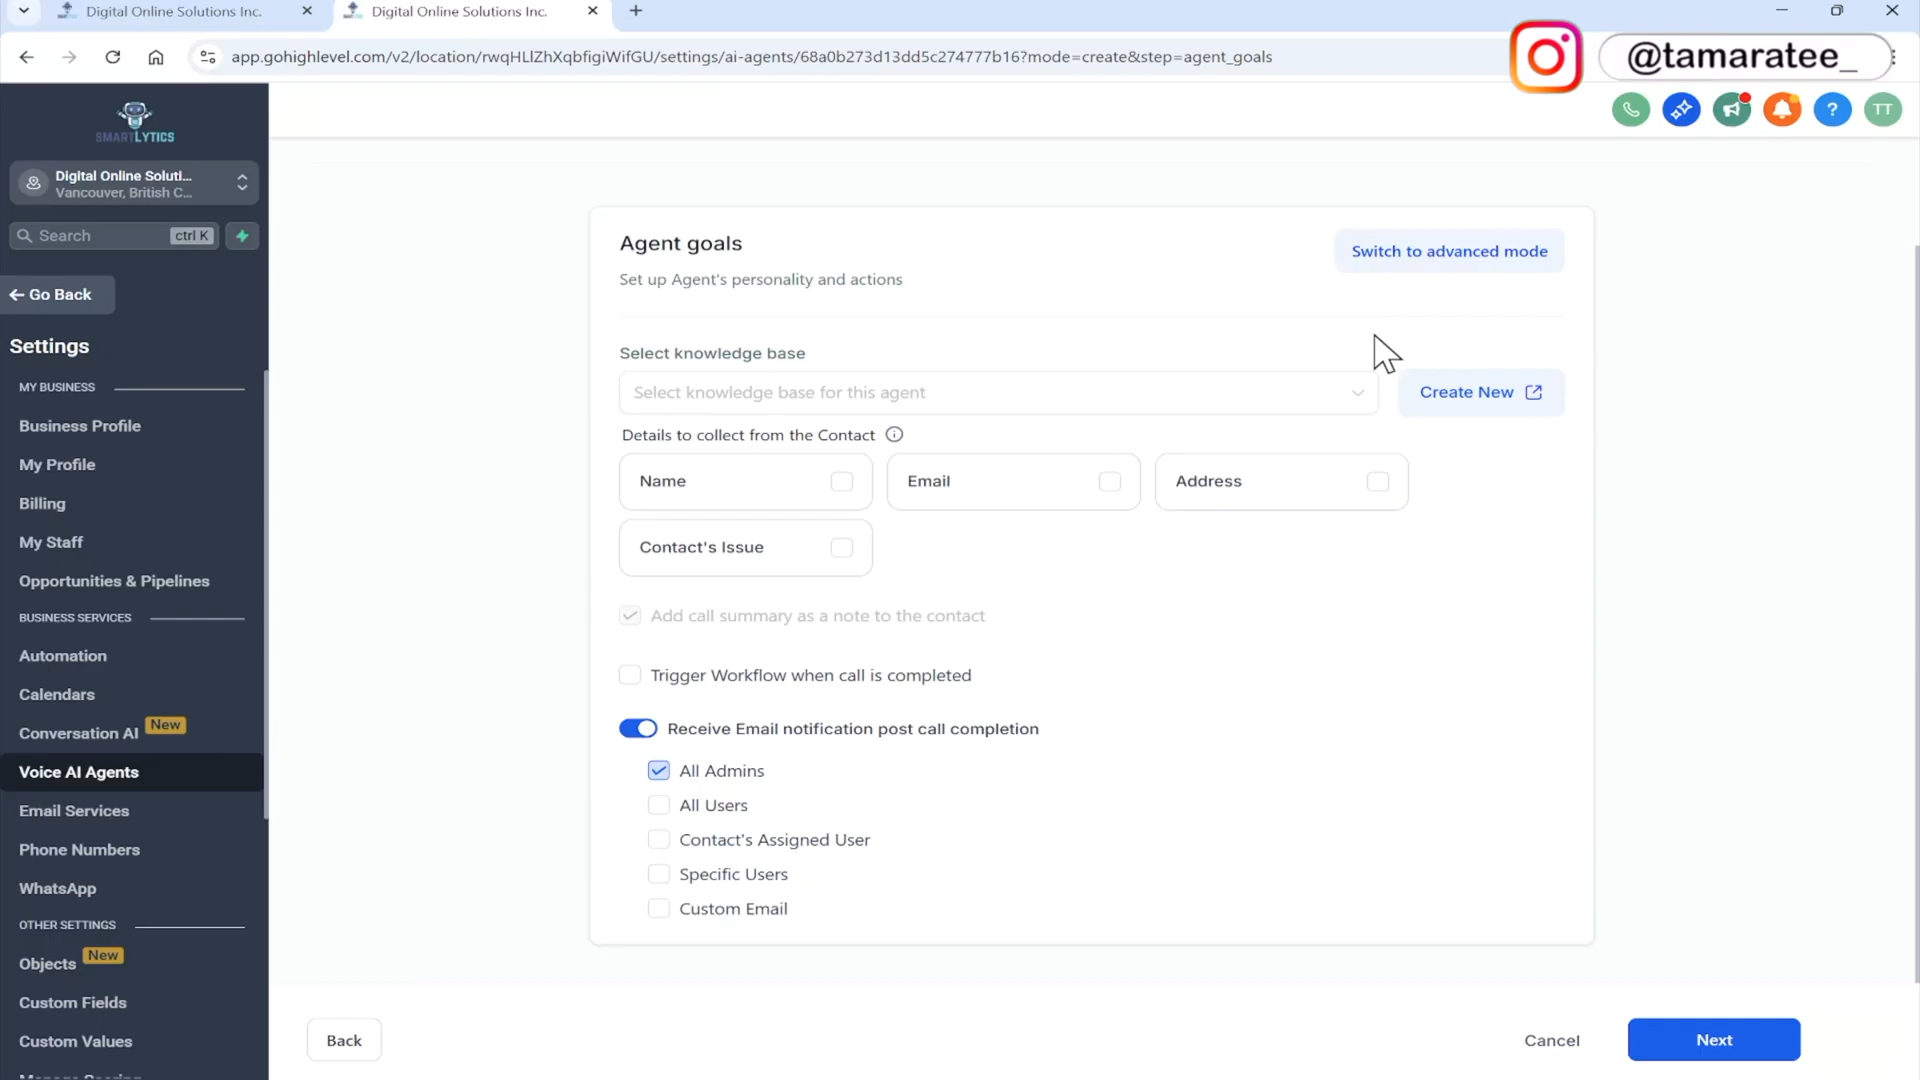 Digital Online Solutions Inc.
Digital Online Solutions Inc.
app.gohighlevel.com/v2/location/rwqHLlZhXqbfigiWifGU/settings/ai-agents/68a0b273d13dd5c274777b16?mode=create&step=agent_goals
@tamaratee_
TT
SMARTLYTICS
Digital Online Soluti...
Vancouver, British C...
Search ctrl K
Go Back
Settings
MY BUSINESS
Business Profile
My Profile
Billing
My Staff
Opportunities & Pipelines
BUSINESS SERVICES
Automation
Calendars
Conversation AI New
Voice AI Agents
Email Services
Phone Numbers
WhatsApp
OTHER SETTINGS
Objects New
Custom Fields
Custom Values
Agent goals
Switch to advanced mode
Set up Agent's personality and actions
Select knowledge base
Select knowledge base for this agent
Create New
Details to collect from the Contact
Name
Email
Address
Contact's Issue
Add call summary as a note to the contact
Trigger Workflow when call is completed
Receive Email notification post call completion
All Admins
All Users
Contact's Assigned User
Specific Users
Custom Email
Back
Cancel
Next